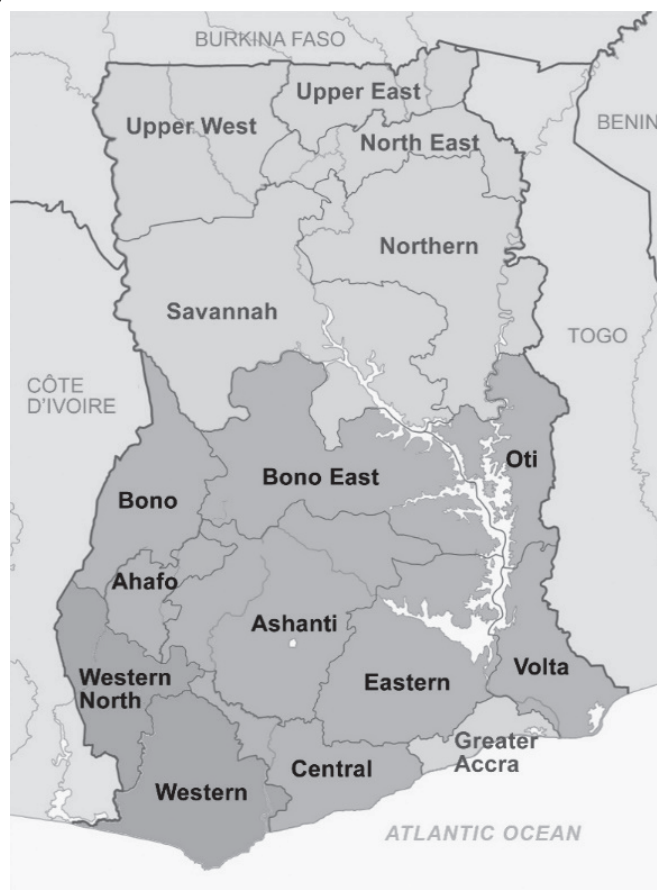 BURKINA FASO
Upper East
Upper West
BENIN
North East
Northern
Savannah
TOGO
CÔTE
D'IVOIRE
Oti
Bono East
Bono
Ahafo
Ashanti
Volta
Western
North
Eastern
Greater
Accra
Central
Western
ATLANTIC OCEAN